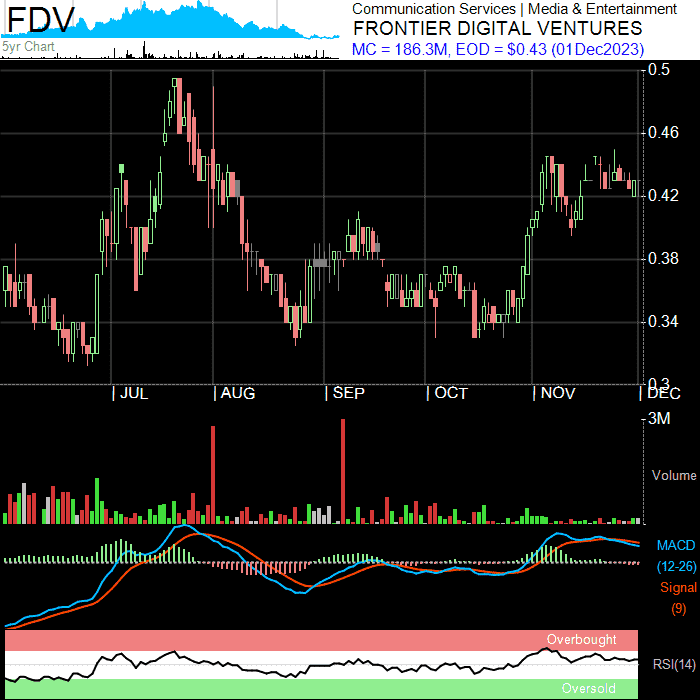 FDV
5yr Chart
Communication Services | Media & Entertainment
FRONTIER DIGITAL VENTURES
MC = 186.3M, EOD = $0.43 (01Dec2023)
0.5
0.46
0.42
0.38
0.34
0.3
| JUL | AUG | SEP | OCT | NOV | DEC
3M
Volume
MACD
(12-26)
Signal
(9)
Overbought
RSI(14)
Oversold